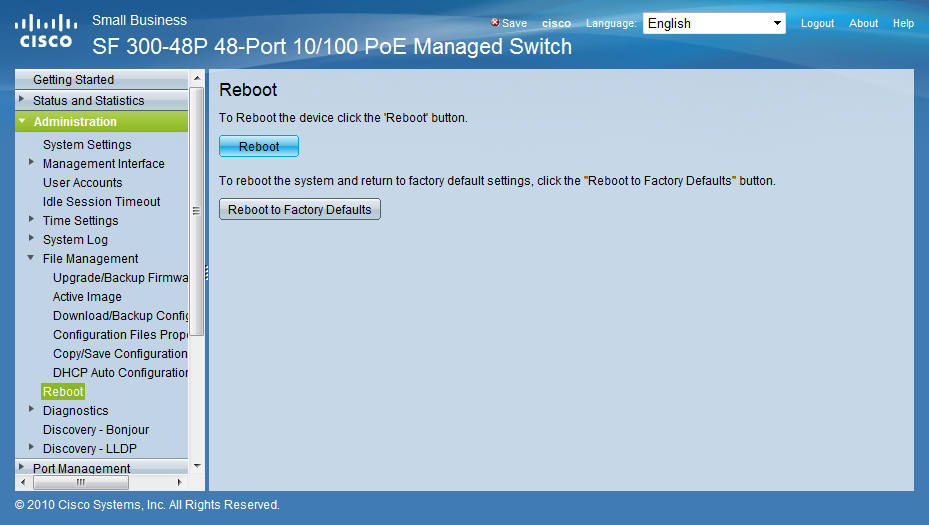 Small Business
CISCO
SF 300-48P 48-Port 10/100 PoE Managed Switch
Save cisco Language: English Logout About Help
Getting Started
Status and Statistics
Administration
System Settings
Management Interface
User Accounts
Idle Session Timeout
Time Settings
System Log
File Management
Upgrade/Backup Firmwa
Active Image
Download/Backup Config
Configuration Files Prope
Copy/Save Configuration
DHCP Auto Configuration
Reboot
Diagnostics
Discovery - Bonjour
Discovery - LLDP
Port Management
Reboot
To Reboot the device click the 'Reboot' button.
Reboot
To reboot the system and return to factory default settings, click the "Reboot to Factory Defaults" button.
Reboot to Factory Defaults
© 2010 Cisco Systems, Inc. All Rights Reserved.